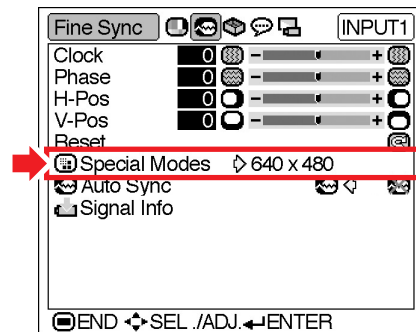 Fine Sync INPUT1
Clock 0 - +
Phase 0 - +
H-Pos 0 - +
V-Pos 0 - +
Reset
Special Modes 640 x 480
Auto Sync
Signal Info
END SEL ./ADJ. ENTER